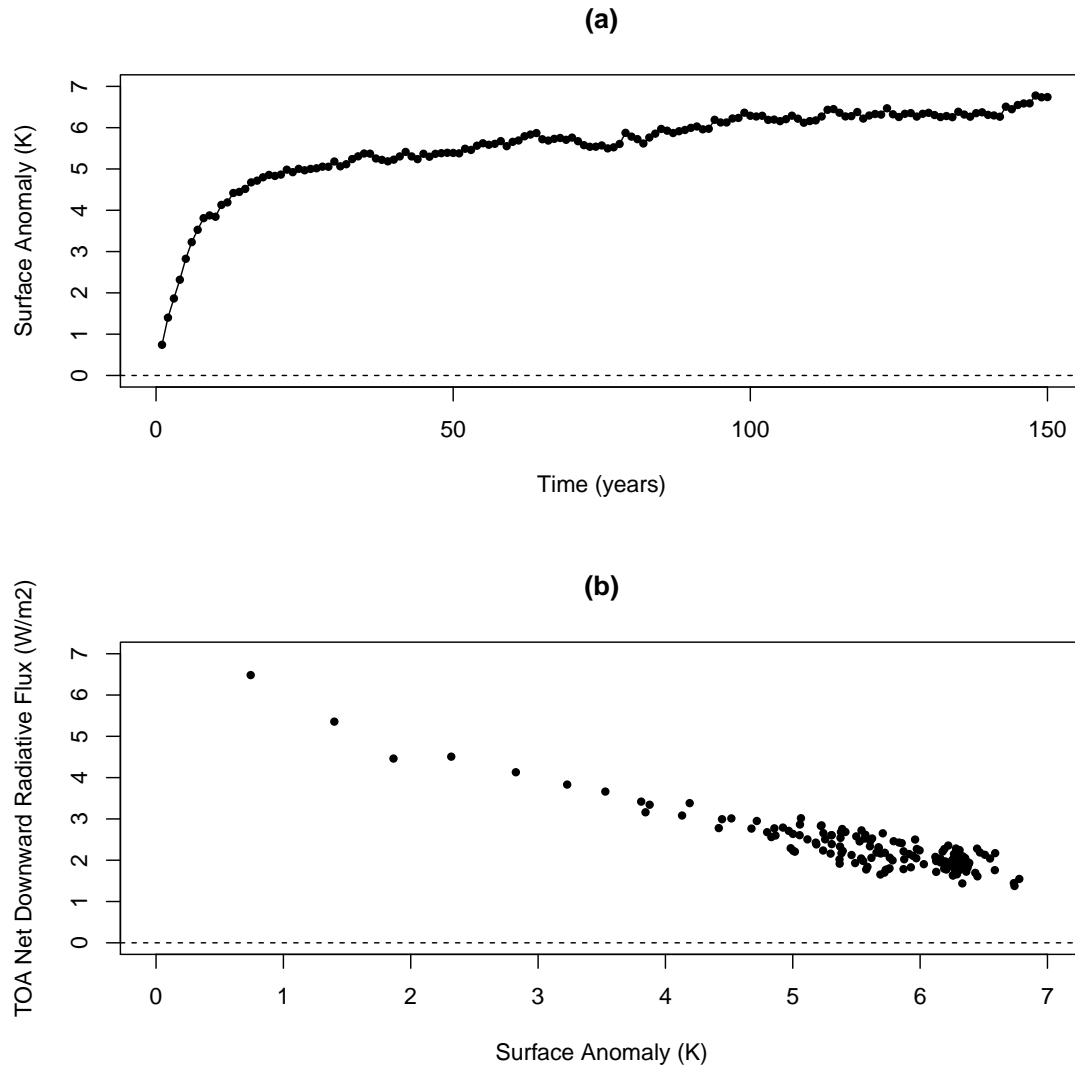 (a)
Surface Anomaly (K)
7
6
5
4
3
2
1
0
0 50 100 150
Time (years)
(b)
TOA Net Downward Radiative Flux (W/m2)
7
6
5
4
3
2
1
0
0 1 2 3 4 5 6 7
Surface Anomaly (K)